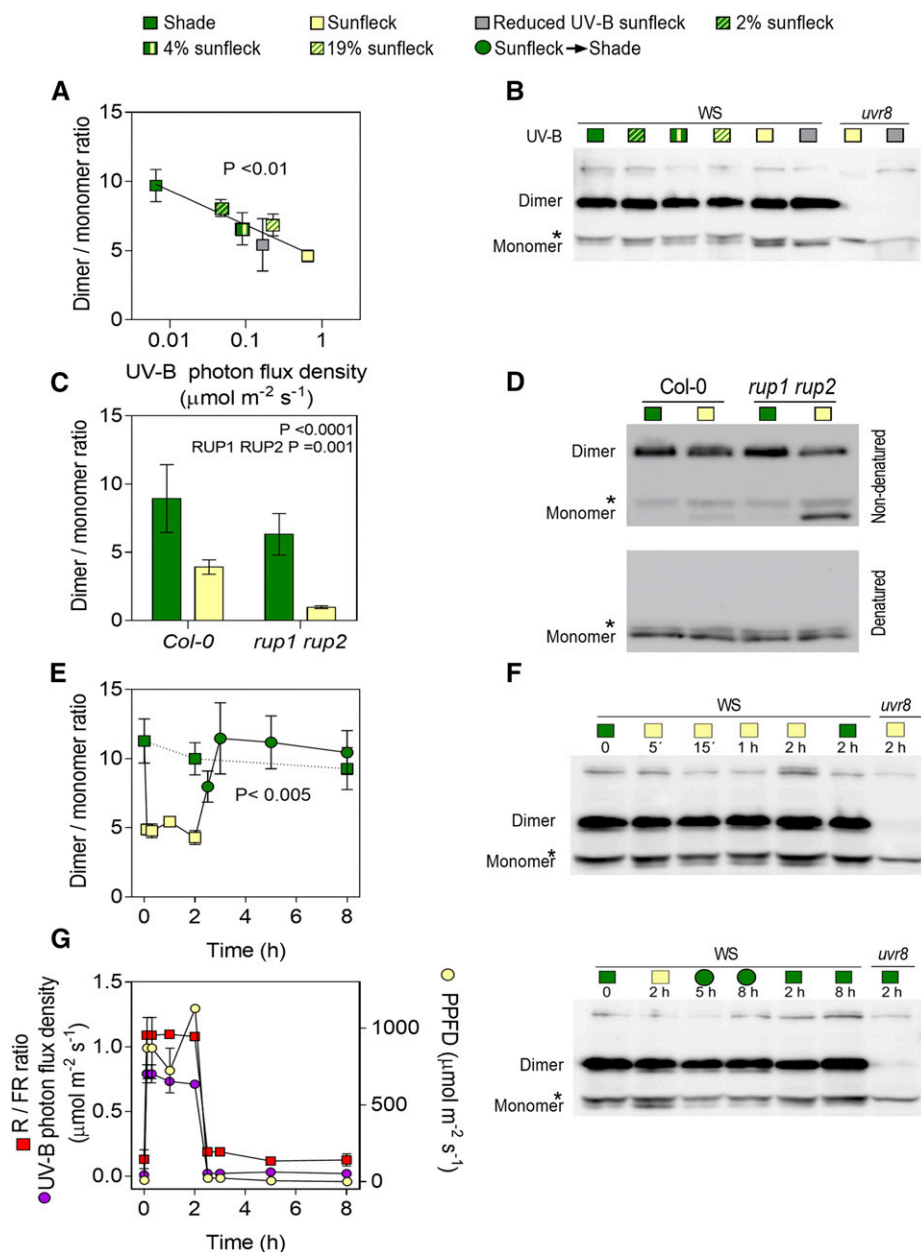 Shade
Sunfleck
Reduced UV-B sunfleck
2% sunfleck
4% sunfleck
19% sunfleck
Sunfleck → Shade
A
15
10
5
0
Dimer / monomer ratio
P <0.01
0.01 0.1 1
UV-B photon flux density
(μmol m-2 s-1)
B
WS uvr8
UV-B
Dimer
*
Monomer
C
15
10
5
0
Dimer / monomer ratio
P <0.0001
RUP1 RUP2 P =0.001
Col-0 rup1 rup2
D
Col-0 rup1 rup2
Dimer
*
Monomer
Non-denatured
*
Monomer
Denatured
E
15
10
5
0
Dimer / monomer ratio
P< 0.005
0 2 4 6 8
Time (h)
F
WS uvr8
0 5´ 15´ 1 h 2 h 2 h 2 h
Dimer
*
Monomer
G
1.5
1.0
0.5
0.0
R / FR ratio
UV-B photon flux density
(μmol m-2 s-1)
1000
500
0
PPFD (μmol m-2 s-1)
0 2 4 6 8
Time (h)
WS uvr8
0 2 h 5 h 8 h 2 h 8 h 2 h
Dimer
*
Monomer